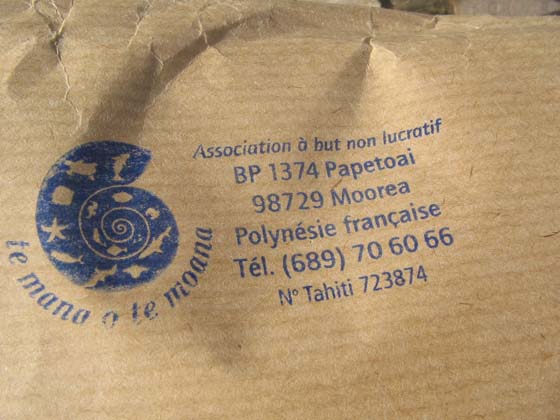 Association à but non lucratif
BP 1374 Papetoai
98729 Moorea
Polynésie française
Tél. (689) 70 60 66
N° Tahiti 723874
te mana o te moana